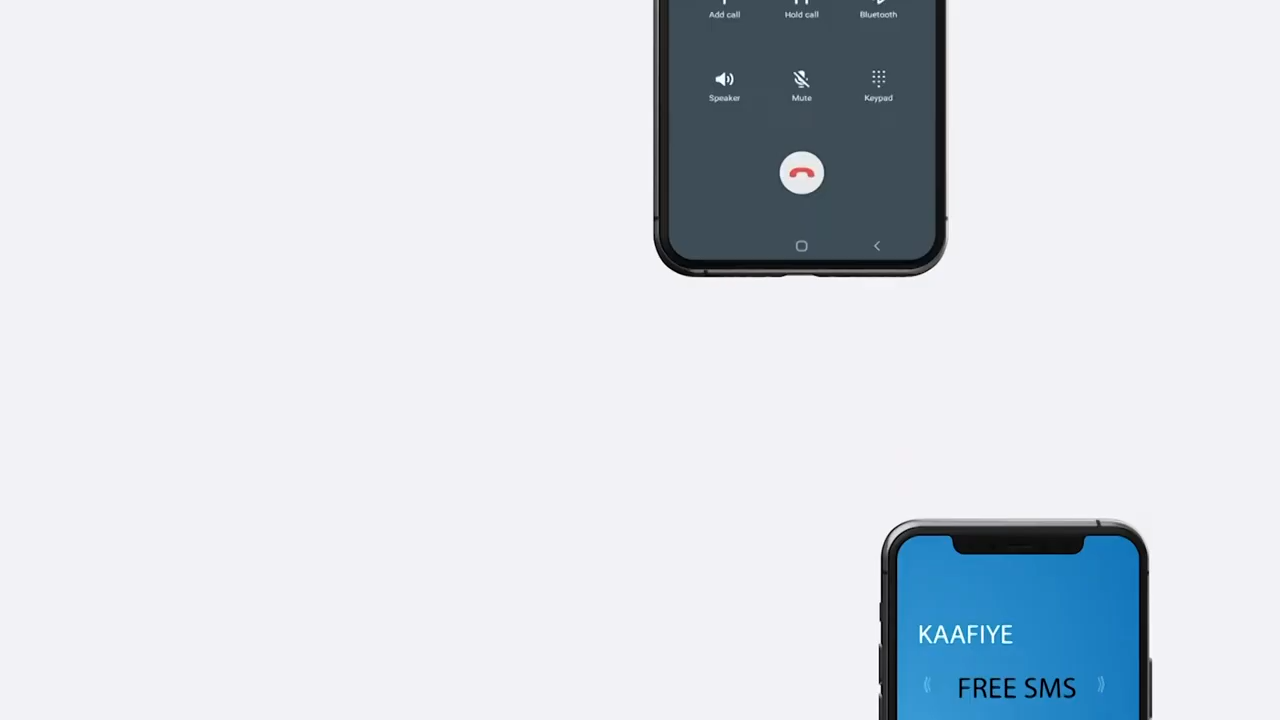 Add call Hold call Bluetooth
Speaker Mute Keypad
KAAFIYE
FREE SMS